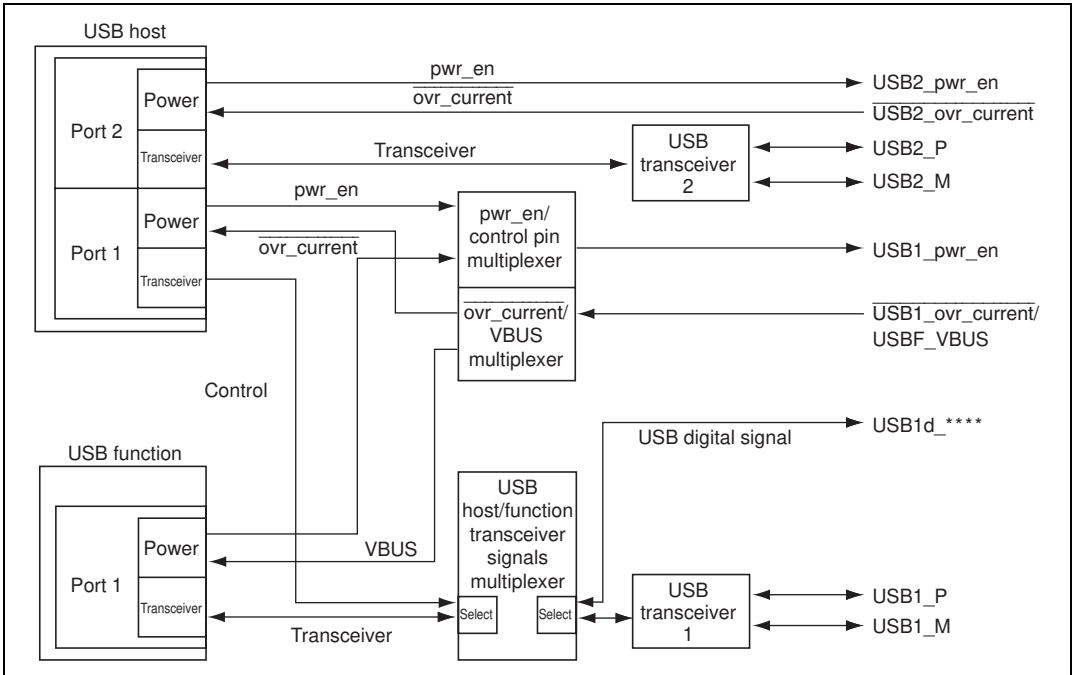 USB host
Port 2
Power
Transceiver
Port 1
Power
Transceiver
pwr_en
ovr_current
Transceiver
pwr_en
ovr_current
USB
transceiver
2
USB2_pwr_en
USB2_ovr_current
USB2_P
USB2_M
pwr_en/
control pin
multiplexer
ovr_current/
VBUS
multiplexer
USB1_pwr_en
USB1_ovr_current/
USBF_VBUS
Control
USB digital signal
USB1d_****
USB function
Port 1
Power
Transceiver
VBUS
Transceiver
USB
host/function
transceiver
signals
multiplexer
Select
Select
USB
transceiver
1
USB1_P
USB1_M